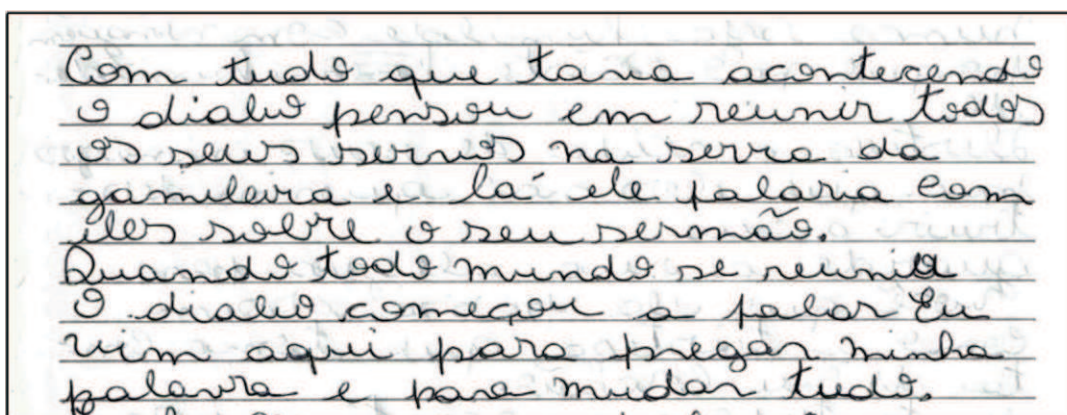 Com tudo que tava acontecendo
o diabo pensou em reunir todos
os seus servos na serra da
gamileira e lá ele falaria com
eles sobre o seu sermão.
Quando todo mundo se reuniu
o diabo começou a falar Eu
vim aqui para pregar minha
palavra e para mudar tudo.